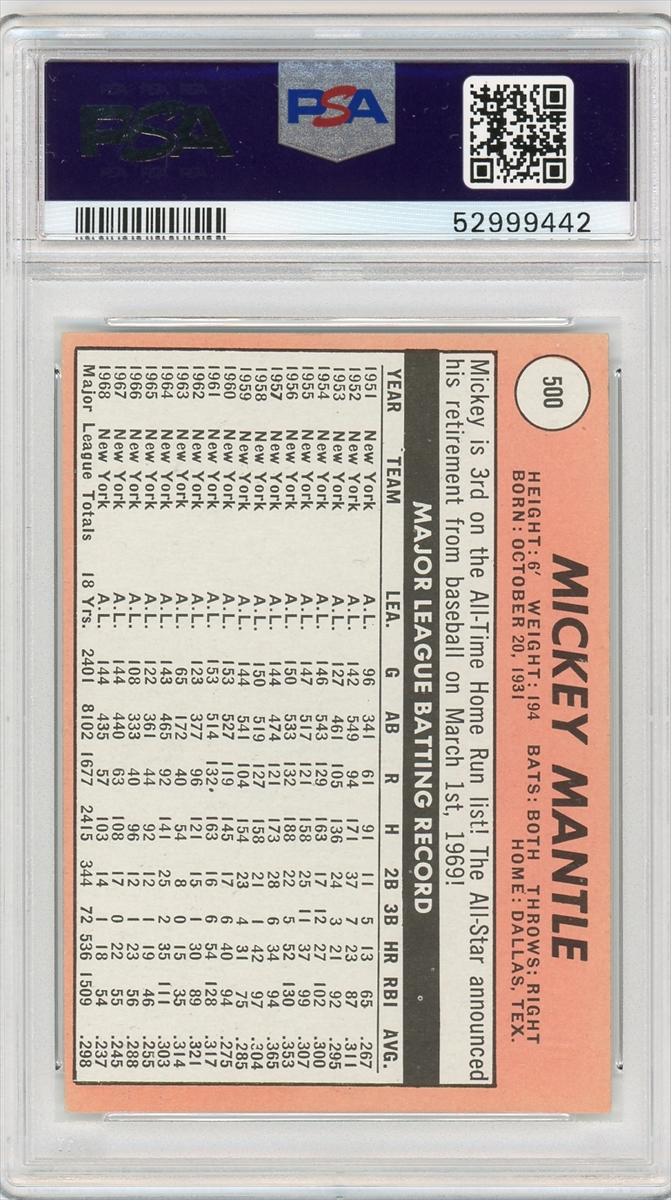 PSA
PSA
52999442
500
MICKEY MANTLE
HEIGHT: 6' WEIGHT: 194 BATS: BOTH THROWS: RIGHT
BORN: OCTOBER 20, 1931 HOME: DALLAS, TEX.
Mickey is 3rd on the All-Time Home Run list! The All-Star announced
his retirement from baseball on March 1st, 1969!
MAJOR LEAGUE BATTING RECORD
YEAR TEAM LEA. G AB R H 2B 3B HR RBI AVG.
1951 New York A.L. 96 341 61 91 11 5 13 65 .267
1952 New York A.L. 142 549 94 171 37 7 23 87 .311
1953 New York A.L. 127 461 105 136 24 3 21 92 .295
1954 New York A.L. 146 543 129 163 17 12 27 102 .300
1955 New York A.L. 147 517 121 158 25 11 37 99 .307
1956 New York A.L. 150 533 132 188 22 5 52 130 .353
1957 New York A.L. 144 474 121 173 28 6 34 94 .365
1958 New York A.L. 150 519 127 158 21 1 42 97 .304
1959 New York A.L. 144 541 104 154 23 4 31 75 .285
1960 New York A.L. 153 527 119 145 17 6 40 94 .275
1961 New York A.L. 153 514 132 163 16 6 54 128 .317
1962 New York A.L. 123 377 96 121 15 1 30 89 .321
1963 New York A.L. 65 172 40 54 8 0 15 35 .314
1964 New York A.L. 143 465 92 141 25 2 35 111 .303
1965 New York A.L. 122 361 44 92 12 1 19 46 .255
1966 New York A.L. 108 333 40 96 12 1 23 56 .288
1967 New York A.L. 144 440 63 108 17 0 22 55 .245
1968 New York A.L. 144 435 57 103 14 1 18 54 .237
Major League Totals 18 Yrs. 2401 8102 1677 2415 344 72 536 1509 .298